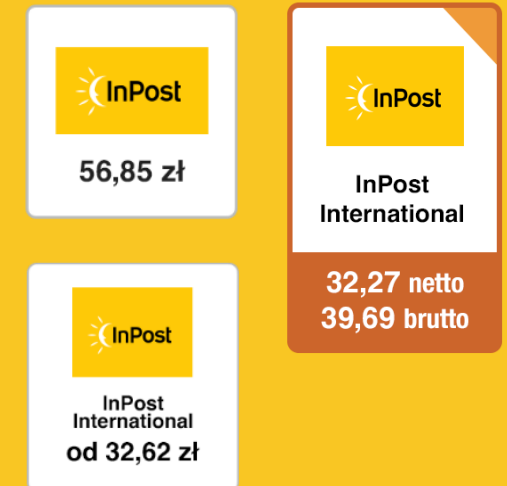 InPost
56,85 zł
InPost
InPost
International
32,27 netto
39,69 brutto
InPost
InPost
International
od 32,62 zł